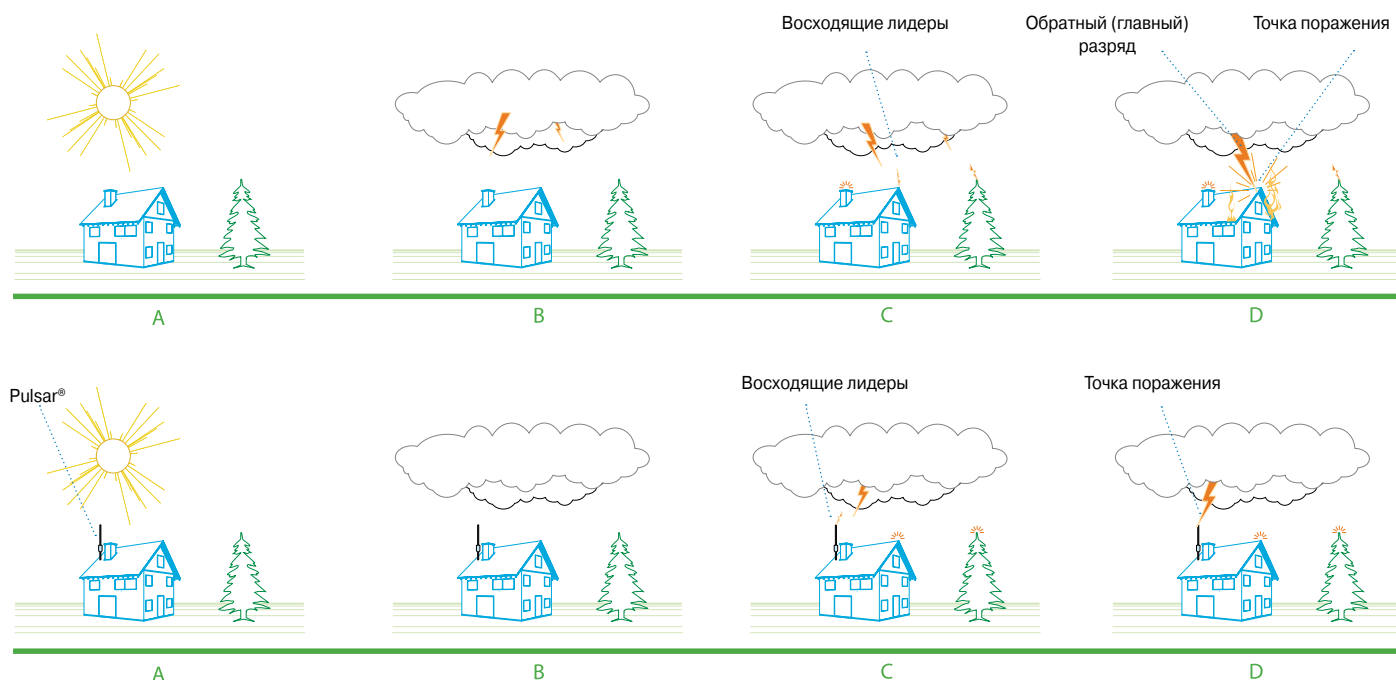 Восходящие лидеры
Обратный (главный)
разряд
Точка поражения
A
B
C
D
Pulsar®
Восходящие лидеры
Точка поражения
A
B
C
D